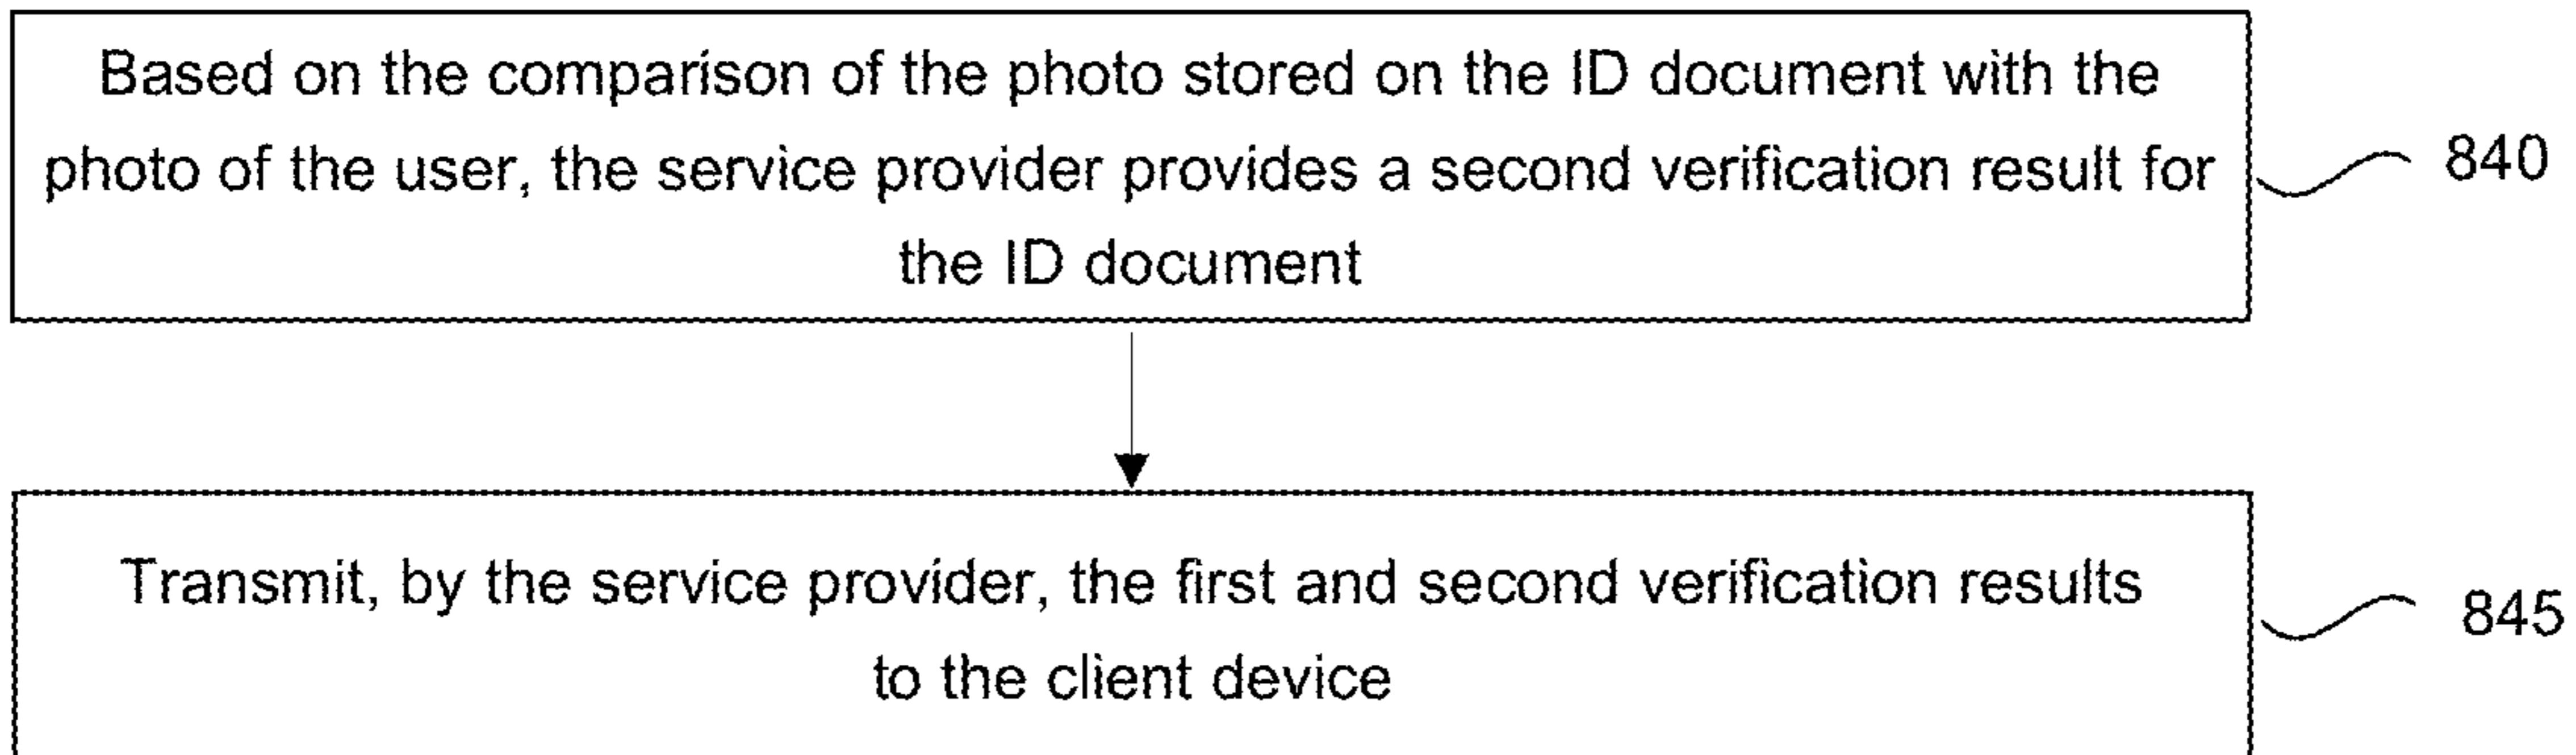 Based on the comparison of the photo stored on the ID document with the
photo of the user, the service provider provides a second verification result for
the ID document
840
Transmit, by the service provider, the first and second verification results
to the client device
845